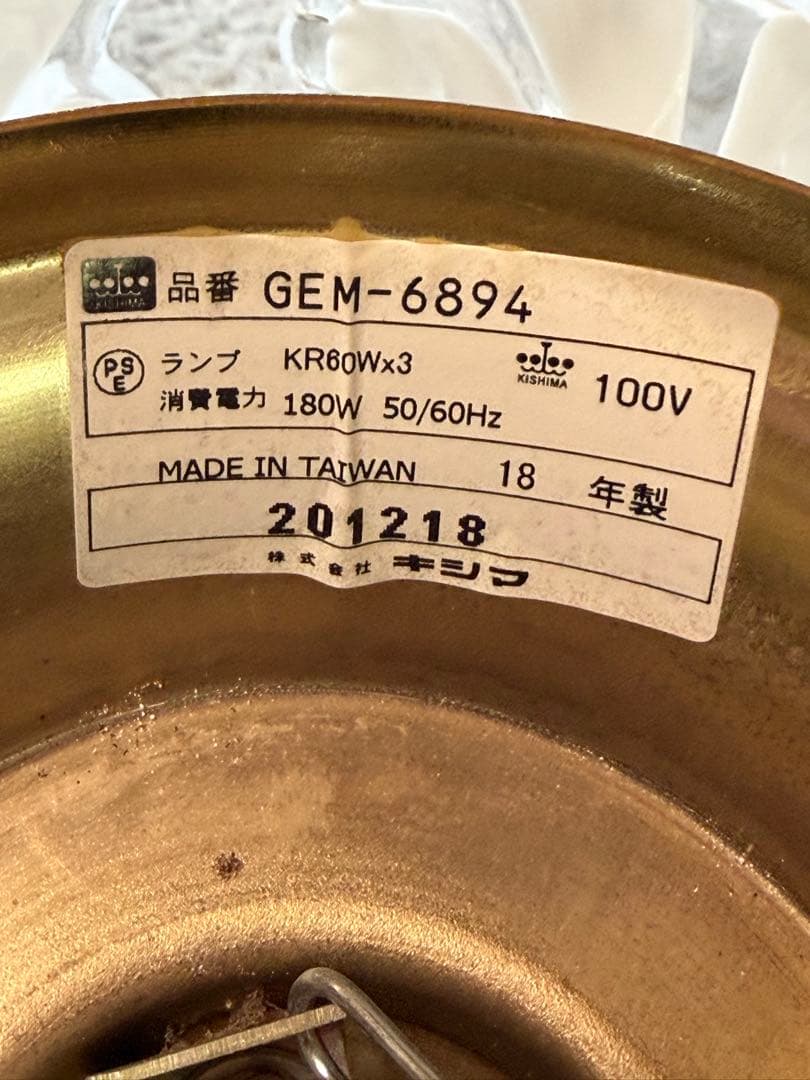 KISHIMA 品番 GEM-6894
PSE ランプ KR60Wx3 KISHIMA 100V
消費電力 180W 50/60Hz
MADE IN TAIWAN 18 年製
201218
株式会社 キシマ